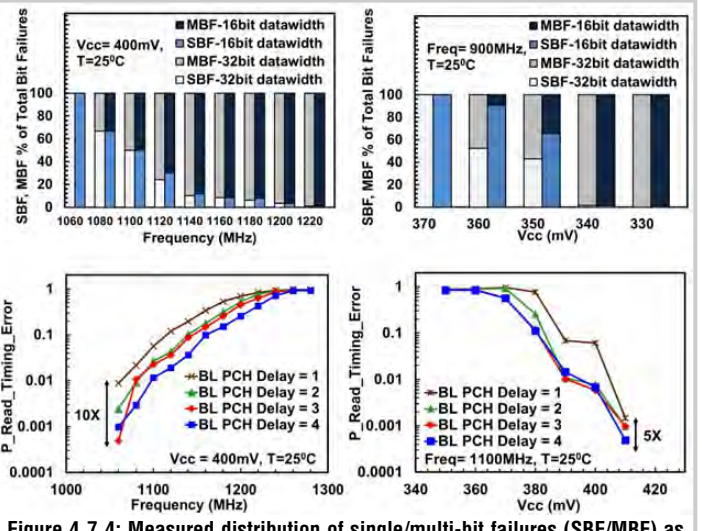 MBF-16bit datawidth
SBF-16bit datawidth
MBF-32bit datawidth
SBF-32bit datawidth
Vcc= 400mV,
T=25⁰C
SBF, MBF % of Total Bit Failures
100
80
60
40
20
0
1060 1080 1100 1120 1140 1160 1180 1200 1220
Frequency (MHz)
MBF-16bit datawidth
SBF-16bit datawidth
MBF-32bit datawidth
SBF-32bit datawidth
Freq= 900MHz,
T=25⁰C
SBF, MBF % of Total Bit Failures
100
80
60
40
20
0
370 360 350 340 330
Vcc (mV)
P_Read_Timing_Error
1
0.1
0.01
0.001
0.0001
10X
BL PCH Delay = 1
BL PCH Delay = 2
BL PCH Delay = 3
BL PCH Delay = 4
Vcc = 400mV, T=25⁰C
1000 1100 1200 1300
Frequency (MHz)
P_Read_Timing_Error
1
0.1
0.01
0.001
0.0001
BL PCH Delay = 1
BL PCH Delay = 2
BL PCH Delay = 3
BL PCH Delay = 4
5X
Freq= 1100MHz, T=25⁰C
340 360 380 400 420
Vcc (mV)
Figure 4.7.4: Measured distribution of single/multi-bit failures (SBF/MBF) as